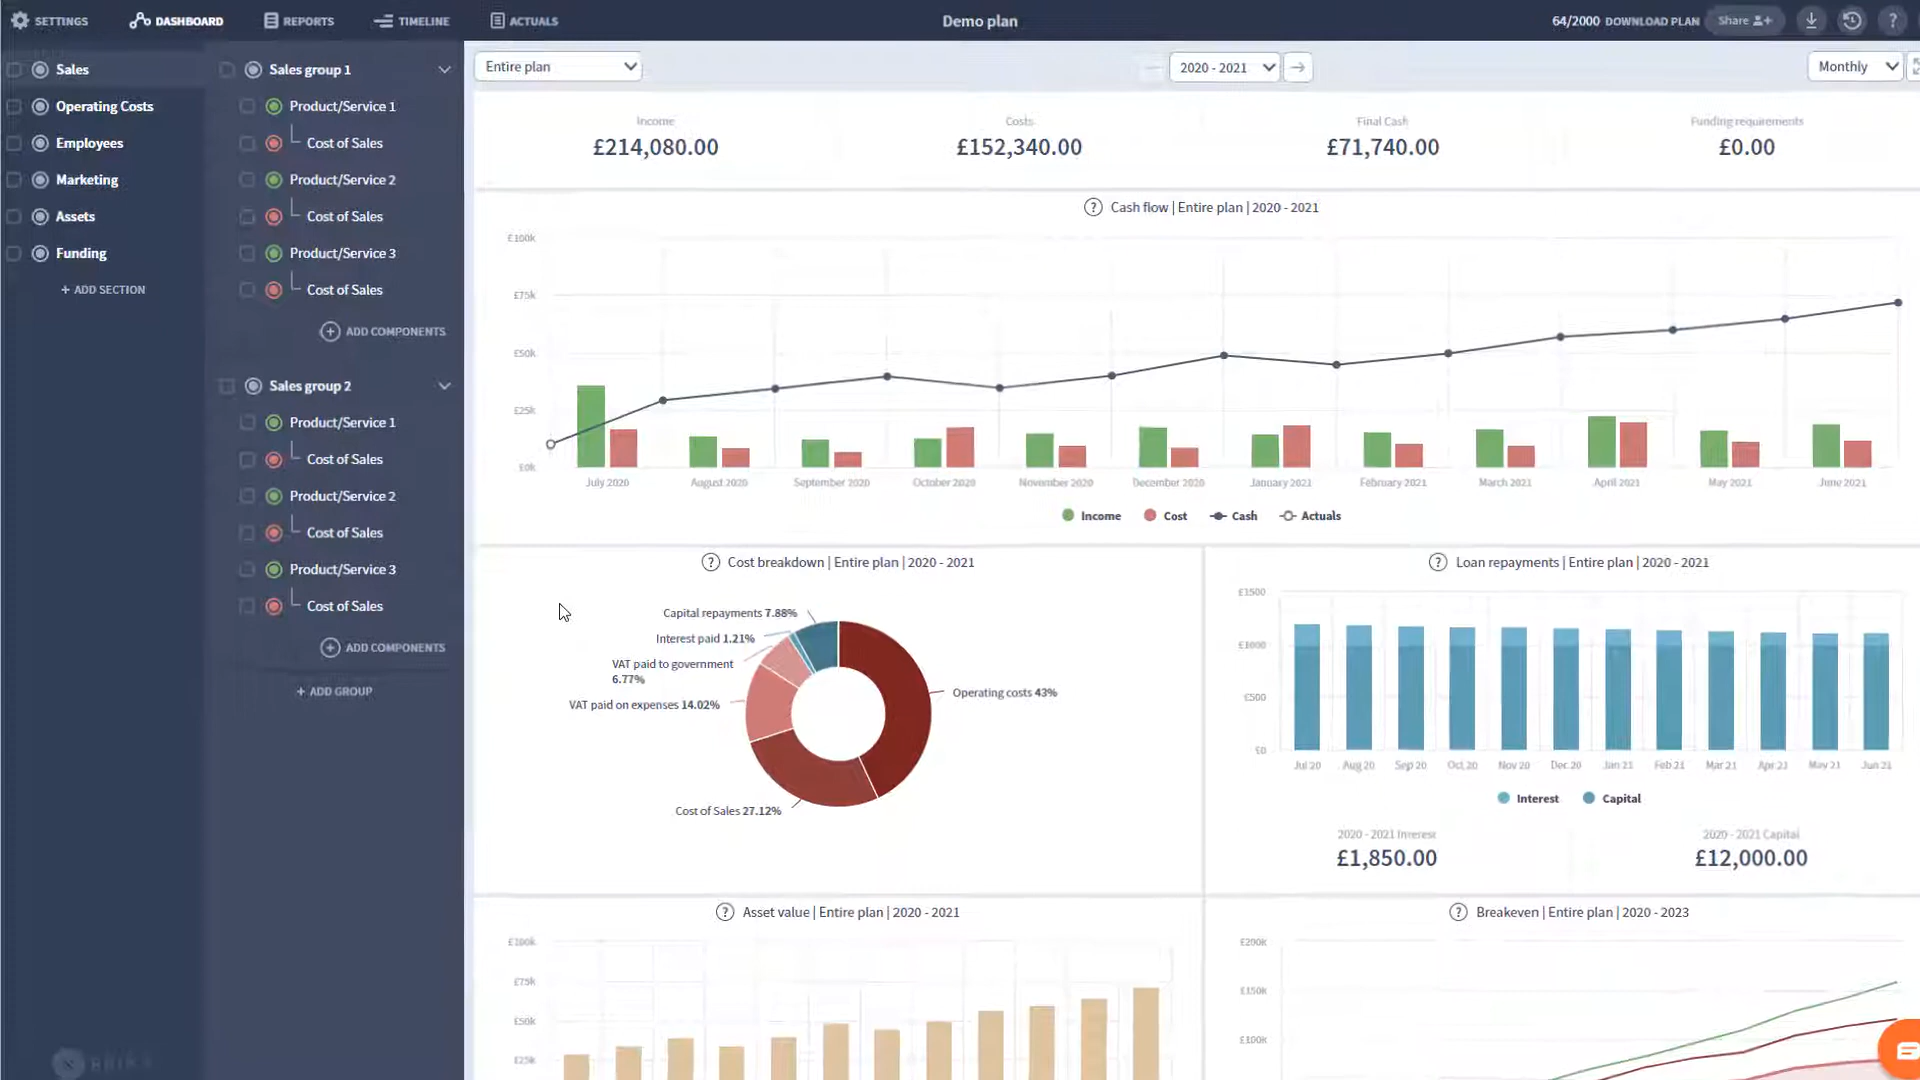 SETTINGS
DASHBOARD
REPORTS
TIMELINE
ACTUALS
Demo plan
64/2000 DOWNLOAD PLAN
Share
?
Sales
Operating Costs
Employees
Marketing
Assets
Funding
+ ADD SECTION
Sales group 1
Product/Service 1
Cost of Sales
Product/Service 2
Cost of Sales
Product/Service 3
Cost of Sales
ADD COMPONENTS
Sales group 2
Product/Service 1
Cost of Sales
Product/Service 2
Cost of Sales
Product/Service 3
Cost of Sales
ADD COMPONENTS
+ ADD GROUP
Entire plan
2020 - 2021
Monthly
Income
£214,080.00
Costs
£152,340.00
Final Cash
£71,740.00
Funding requirements
£0.00
? Cash flow | Entire plan | 2020 - 2021
£100k
£75k
£50k
£25k
£0k
July 2020
August 2020
September 2020
October 2020
November 2020
December 2020
January 2021
February 2021
March 2021
April 2021
May 2021
June 2021
Income
Cost
Cash
Actuals
? Cost breakdown | Entire plan | 2020 - 2021
Capital repayments 7.88%
Interest paid 1.21%
VAT paid to government
6.77%
VAT paid on expenses 14.02%
Operating costs 43%
Cost of Sales 27.12%
? Loan repayments | Entire plan | 2020 - 2021
£1500
£1000
£500
£0
Jul 20
Aug 20
Sep 20
Oct 20
Nov 20
Dec 20
Jan 21
Feb 21
Mar 21
Apr 21
May 21
Jun 21
Interest
Capital
2020 - 2021 Interest
£1,850.00
2020 - 2021 Capital
£12,000.00
? Asset value | Entire plan | 2020 - 2021
£100k
£75k
£50k
£25k
? Breakeven | Entire plan | 2020 - 2023
£200k
£150k
£100k